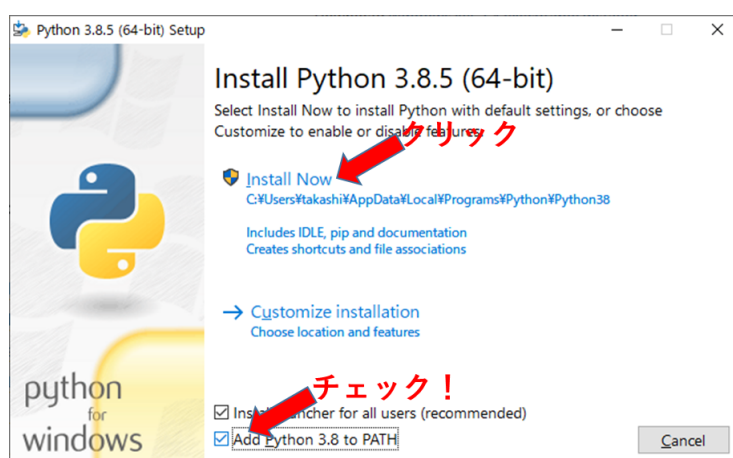 Python 3.8.5 (64-bit) Setup
Install Python 3.8.5 (64-bit)
Select Install Now to install Python with default settings, or choose
Customize to enable or disable features.
クリック
Install Now
C:¥Users¥takashi¥AppData¥Local¥Programs¥Python¥Python38
Includes IDLE, pip and documentation
Creates shortcuts and file associations
Customize installation
Choose location and features
チェック！
Install launcher for all users (recommended)
Add Python 3.8 to PATH
python
for
windows
Cancel